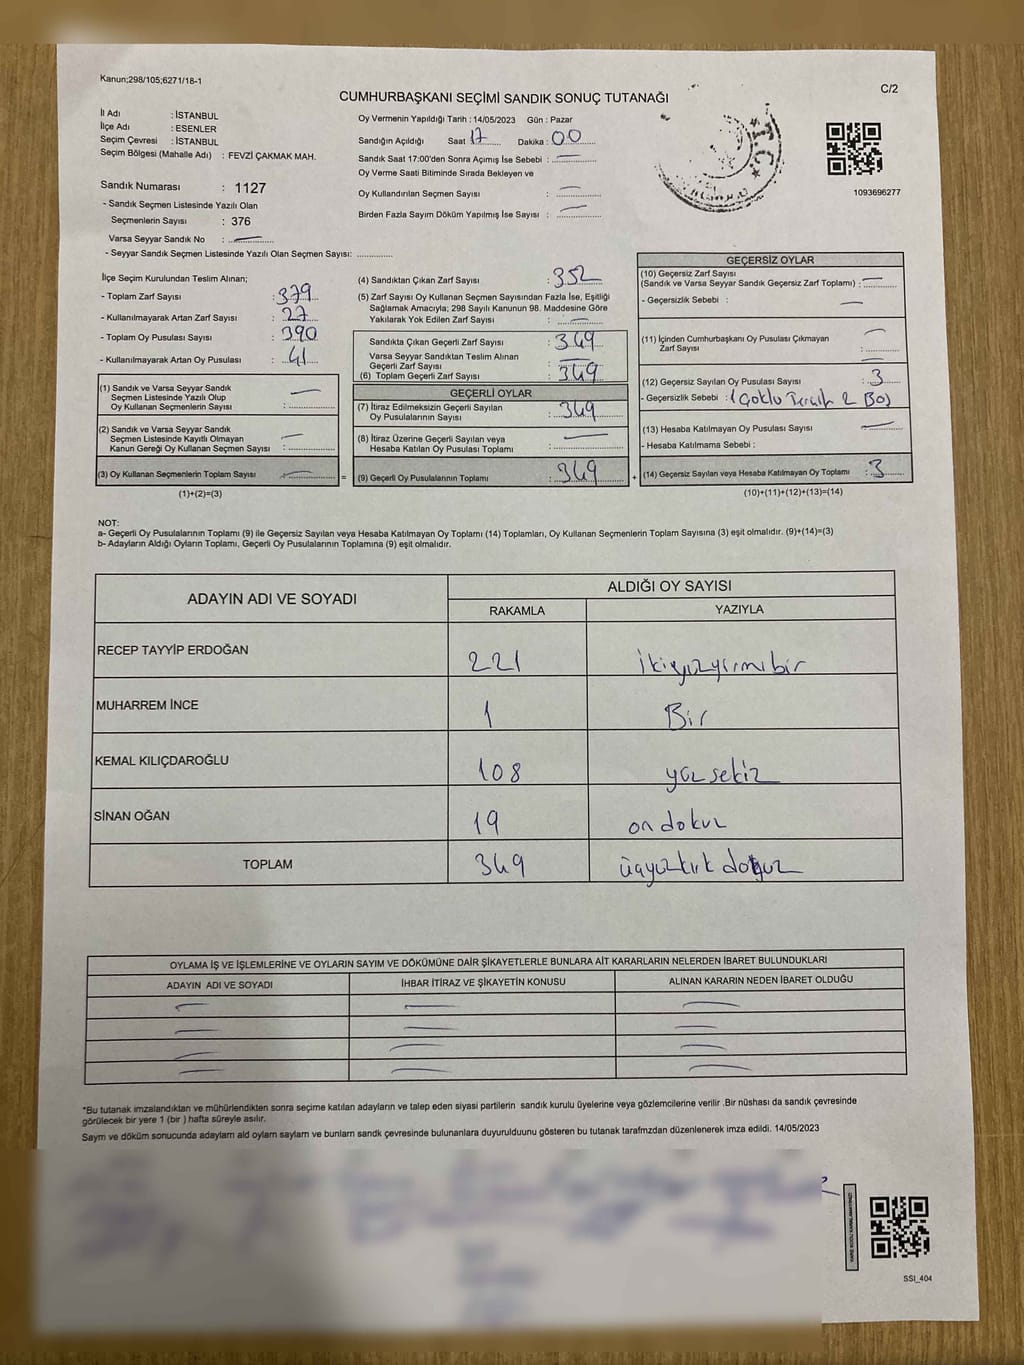 Kanun;298/105;6271/18-1
C/2
CUMHURBAŞKANI SEÇİMİ SANDIK SONUÇ TUTANAĞI
İl Adı : İSTANBUL
İlçe Adı : ESENLER
Seçim Çevresi : İSTANBUL
Seçim Bölgesi (Mahalle Adı) : FEVZİ ÇAKMAK MAH.
Sandık Numarası : 1127
- Sandık Seçmen Listesinde Yazılı Olan
Seçmenlerin Sayısı : 376
Varsa Seyyar Sandık No :
- Seyyar Sandık Seçmen Listesinde Yazılı Olan Seçmen Sayısı:
Oy Vermenin Yapıldığı Tarih : 14/05/2023 Gün : Pazar
Sandığın Açıldığı Saat 17 Dakika : 00
Sandık Saat 17:00'den Sonra Açımış İse Sebebi :
Oy Verme Saati Bitiminde Sırada Bekleyen ve
Oy Kullandırılan Seçmen Sayısı :
Birden Fazla Sayım Döküm Yapılmış İse Sayısı :
T.C.
1093696277
İlçe Seçim Kurulundan Teslim Alınan;
- Toplam Zarf Sayısı : 379
- Kullanılmayarak Artan Zarf Sayısı : 27
- Toplam Oy Pusulası Sayısı : 390
- Kullanılmayarak Artan Oy Pusulası : 41
(1) Sandık ve Varsa Seyyar Sandık
Seçmen Listesinde Yazılı Olup
Oy Kullanan Seçmenlerin Sayısı :
(2) Sandık ve Varsa Seyyar Sandık
Seçmen Listesinde Kayıtlı Olmayan
Kanun Gereği Oy Kullanan Seçmen Sayısı :
(3) Oy Kullanan Seçmenlerin Toplam Sayısı :
(1)+(2)=(3)
(4) Sandıktan Çıkan Zarf Sayısı : 352
(5) Zarf Sayısı Oy Kullanan Seçmen Sayısından Fazla İse, Eşitliği
Sağlamak Amacıyla; 298 Sayılı Kanunun 98. Maddesine Göre
Yakılarak Yok Edilen Zarf Sayısı :
Sandıkta Çıkan Geçerli Zarf Sayısı : 349
Varsa Seyyar Sandıktan Teslim Alınan
Geçerli Zarf Sayısı :
(6) Toplam Geçerli Zarf Sayısı : 349
GEÇERLİ OYLAR
(7) İtiraz Edilmeksizin Geçerli Sayılan
Oy Pusulalarının Sayısı : 349
(8) İtiraz Üzerine Geçerli Sayılan veya
Hesaba Katılan Oy Pusulası Toplamı :
= (9) Geçerli Oy Pusulalarının Toplamı : 349 +
GEÇERSİZ OYLAR
(10) Geçersiz Zarf Sayısı
(Sandık ve Varsa Seyyar Sandık Geçersiz Zarf Toplamı) :
- Geçersizlik Sebebi :
(11) İçinden Cumhurbaşkanı Oy Pusulası Çıkmayan
Zarf Sayısı :
(12) Geçersiz Sayılan Oy Pusulası Sayısı : 3
- Geçersizlik Sebebi : 1 Çoklu Tercih 2 Boş
(13) Hesaba Katılmayan Oy Pusulası Sayısı :
- Hesaba Katılmama Sebebi :
(14) Geçersiz Sayılan veya Hesaba Katılmayan Oy Toplamı : 3
(10)+(11)+(12)+(13)=(14)
NOT:
a- Geçerli Oy Pusulalarının Toplamı (9) ile Geçersiz Sayılan veya Hesaba Katılmayan Oy Toplamı (14) Toplamları, Oy Kullanan Seçmenlerin Toplam Sayısına (3) eşit olmalıdır. (9)+(14)=(3)
b- Adayların Aldığı Oyların Toplamı, Geçerli Oy Pusulalarının Toplamına (9) eşit olmalıdır.
ADAYIN ADI VE SOYADI ALDIĞI OY SAYISI
RAKAMLA YAZIYLA
RECEP TAYYİP ERDOĞAN 221 ikiyüzyirmibir
MUHARREM İNCE 1 Bir
KEMAL KILIÇDAROĞLU 108 yüz sekiz
SİNAN OĞAN 19 on dokuz
TOPLAM 349 üçyüzkırk dokuz
OYLAMA İŞ VE İŞLEMLERİNE VE OYLARIN SAYIM VE DÖKÜMÜNE DAİR ŞİKAYETLERLE BUNLARA AİT KARARLARIN NELERDEN İBARET BULUNDUKLARI
ADAYIN ADI VE SOYADI İHBAR İTİRAZ VE ŞİKAYETİN KONUSU ALINAN KARARIN NEDEN İBARET OLDUĞU
*Bu tutanak imzalandıktan ve mühürlendikten sonra seçime katılan adayların ve talep eden siyasi partilerin sandık kurulu üyelerine veya gözlemcilerine verilir .Bir nüshası da sandık çevresinde
görülecek bir yere 1 (bir ) hafta süreyle asılır.
Saym ve döküm sonucunda adaylam ald oylam saylam ve bunlam sandk çevresinde bulunanlara duyurulduunu gösteren bu tutanak tarafmzdan düzenlenerek imza edildi. 14/05/2023
SSI_404